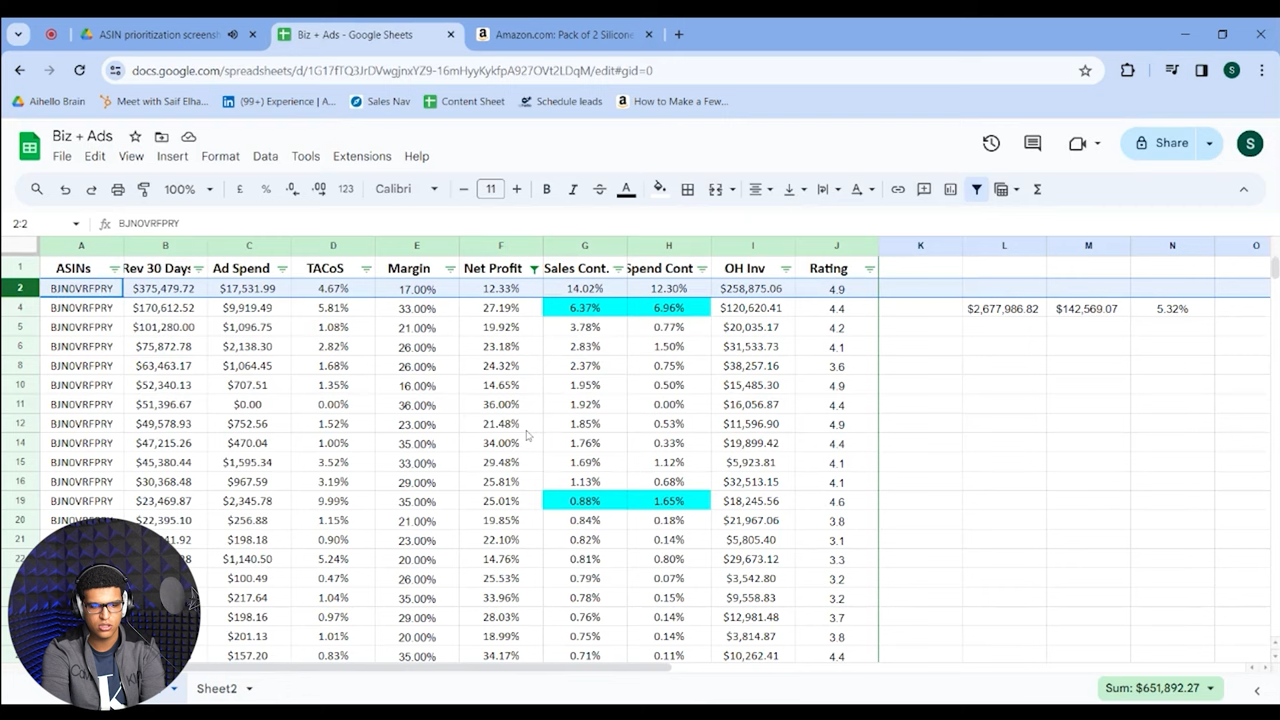 ASIN prioritization screensh
Biz + Ads - Google Sheets
Amazon.com: Pack of 2 Silicone
docs.google.com/spreadsheets/d/1G17fTQ3JrDVwgjnxYZ9-16mHyyKykfpA927OVt2LDqM/edit#gid=0
Aihello Brain Meet with Saif Elha... (99+) Experience | A... Sales Nav Content Sheet Schedule leads How to Make a Few...
Biz + Ads
File Edit View Insert Format Data Tools Extensions Help
Share
S
100% £ % .0 .00 123 Calibri 11 B I S A
2:2 fx BJN0VRFPRY
A B C D E F G H I J K L M N O
1 ASINs Rev 30 Days Ad Spend TACoS Margin Net Profit Sales Cont. Spend Cont OH Inv Rating
2 BJN0VRFPRY $375,479.72 $17,531.99 4.67% 17.00% 12.33% 14.02% 12.30% $258,875.06 4.9
4 BJN0VRFPRY $170,612.52 $9,919.49 5.81% 33.00% 27.19% 6.37% 6.96% $120,620.41 4.4 $2,677,986.82 $142,569.07 5.32%
5 BJN0VRFPRY $101,280.00 $1,096.75 1.08% 21.00% 19.92% 3.78% 0.77% $20,035.17 4.2
6 BJN0VRFPRY $75,872.78 $2,138.30 2.82% 26.00% 23.18% 2.83% 1.50% $31,533.73 4.1
8 BJN0VRFPRY $63,463.17 $1,064.45 1.68% 26.00% 24.32% 2.37% 0.75% $38,257.16 3.6
10 BJN0VRFPRY $52,340.13 $707.51 1.35% 16.00% 14.65% 1.95% 0.50% $15,485.30 4.9
11 BJN0VRFPRY $51,396.67 $0.00 0.00% 36.00% 36.00% 1.92% 0.00% $16,056.87 4.4
12 BJN0VRFPRY $49,578.93 $752.56 1.52% 23.00% 21.48% 1.85% 0.53% $11,596.90 4.9
14 BJN0VRFPRY $47,215.26 $470.04 1.00% 35.00% 34.00% 1.76% 0.33% $19,899.42 4.4
15 BJN0VRFPRY $45,380.44 $1,595.34 3.52% 33.00% 29.48% 1.69% 1.12% $5,923.81 4.1
16 BJN0VRFPRY $30,368.48 $967.59 3.19% 29.00% 25.81% 1.13% 0.68% $32,513.15 4.1
19 BJN0VRFPRY $23,469.87 $2,345.78 9.99% 35.00% 25.01% 0.88% 1.65% $18,245.56 4.6
20 BJN0VRFPRY $22,395.10 $256.88 1.15% 21.00% 19.85% 0.84% 0.18% $21,967.06 3.8
21 $198.18 0.90% 23.00% 22.10% 0.82% 0.14% $5,805.40 3.1
22 $1,140.50 5.24% 20.00% 14.76% 0.81% 0.80% $29,673.12 3.3
$100.49 0.47% 26.00% 25.53% 0.79% 0.07% $3,542.80 3.2
$217.64 1.04% 35.00% 33.96% 0.78% 0.15% $9,558.83 3.2
$198.16 0.97% 29.00% 28.03% 0.76% 0.14% $12,981.48 3.7
$201.13 1.01% 20.00% 18.99% 0.75% 0.14% $3,814.87 3.8
$157.20 0.83% 35.00% 34.17% 0.71% 0.11% $10,262.41 4.4
Sheet2
Sum: $651,892.27